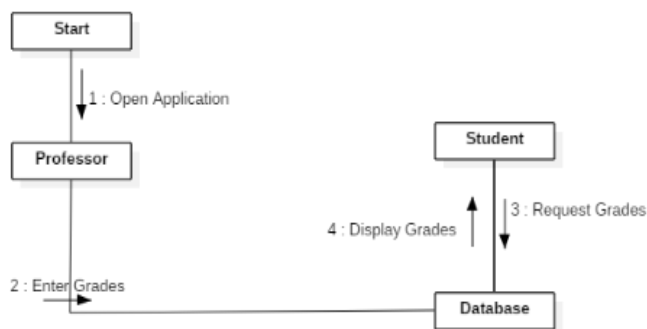 Start
1 : Open Application
Professor
Student
3 : Request Grades
4 : Display Grades
2 : Enter Grades
Database